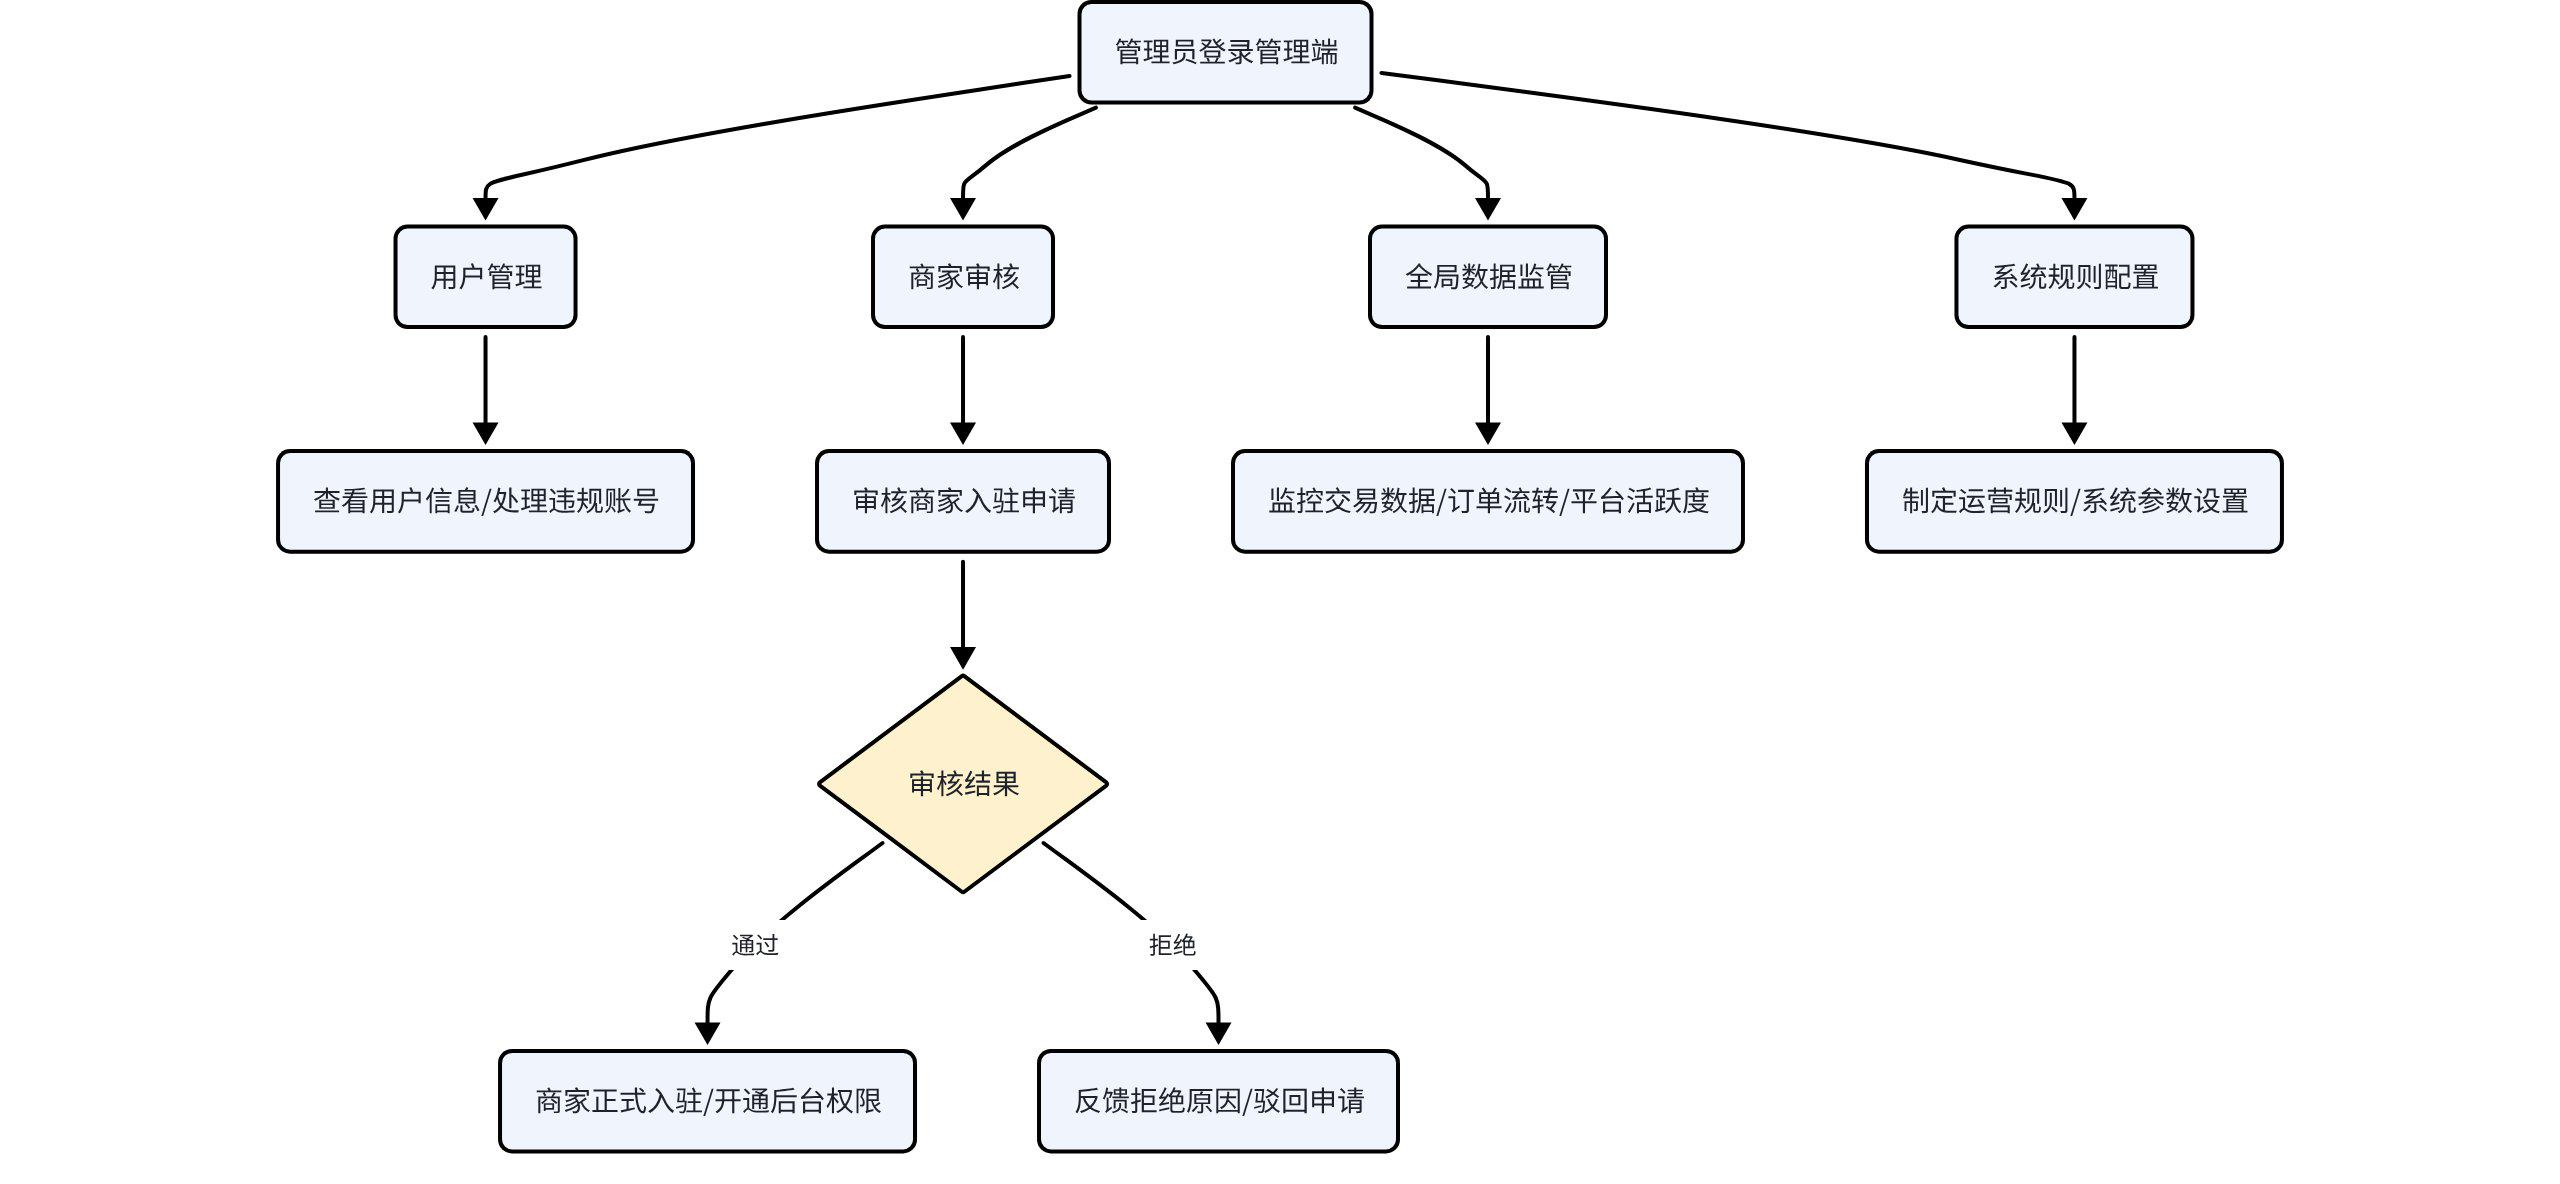 管理员登录管理端
用户管理
商家审核
全局数据监管
系统规则配置
查看用户信息/处理违规账号
审核商家入驻申请
监控交易数据/订单流转/平台活跃度
制定运营规则/系统参数设置
审核结果
通过
拒绝
商家正式入驻/开通后台权限
反馈拒绝原因/驳回申请